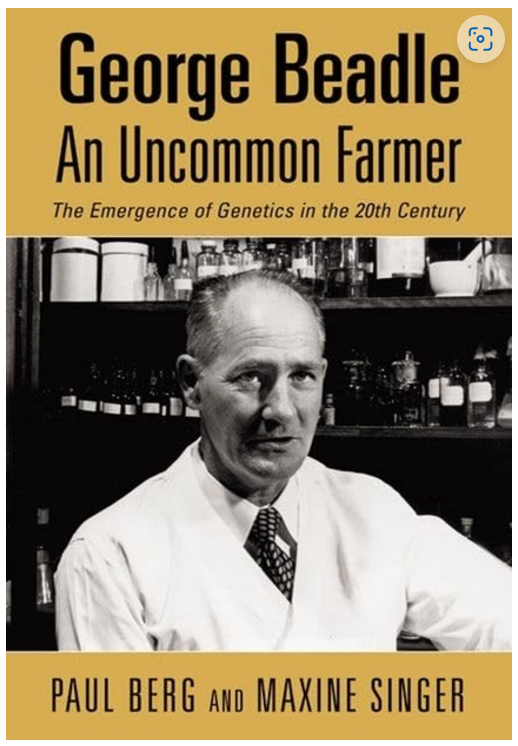 George Beadle
An Uncommon Farmer
The Emergence of Genetics in the 20th Century
PAUL BERG AND MAXINE SINGER